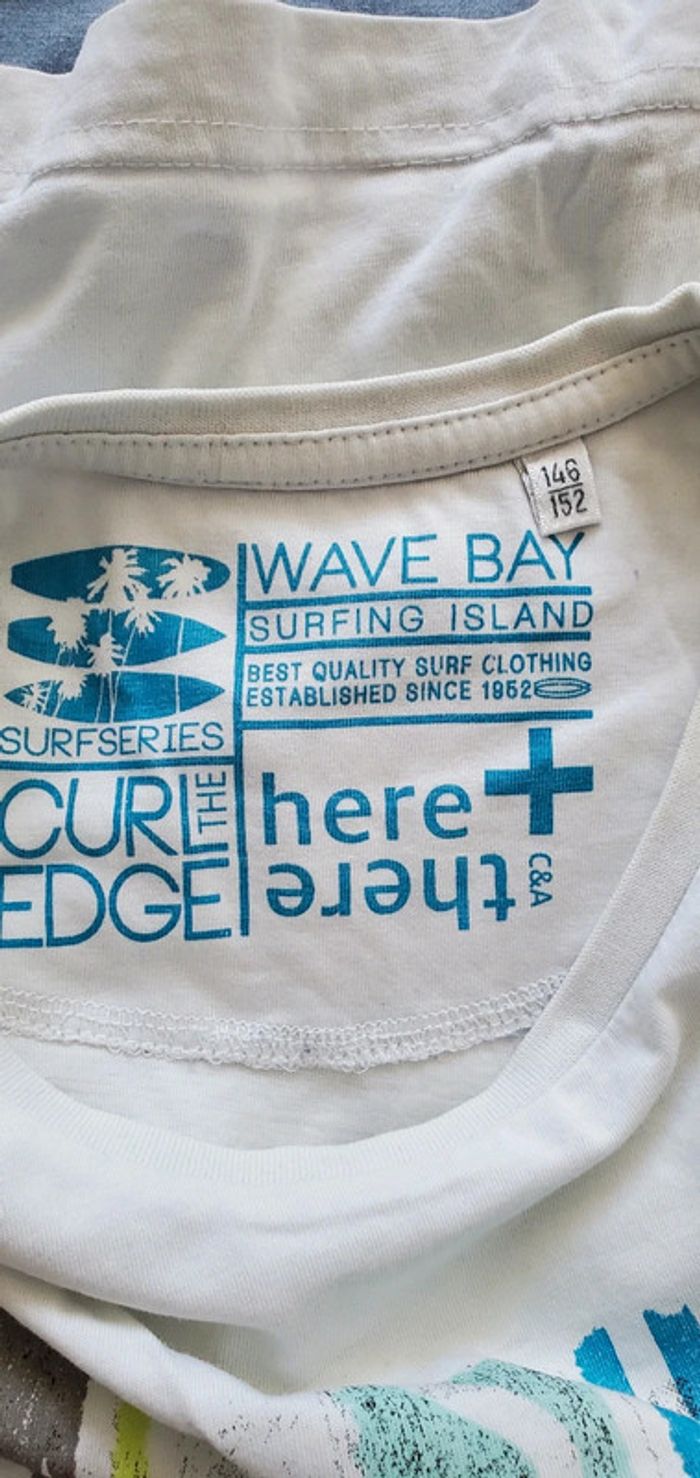 146
152
WAVE BAY
SURFING ISLAND
BEST QUALITY SURF CLOTHING
ESTABLISHED SINCE 1952
SURFSERIES
CURL THE
EDGE
here +
there
C&A